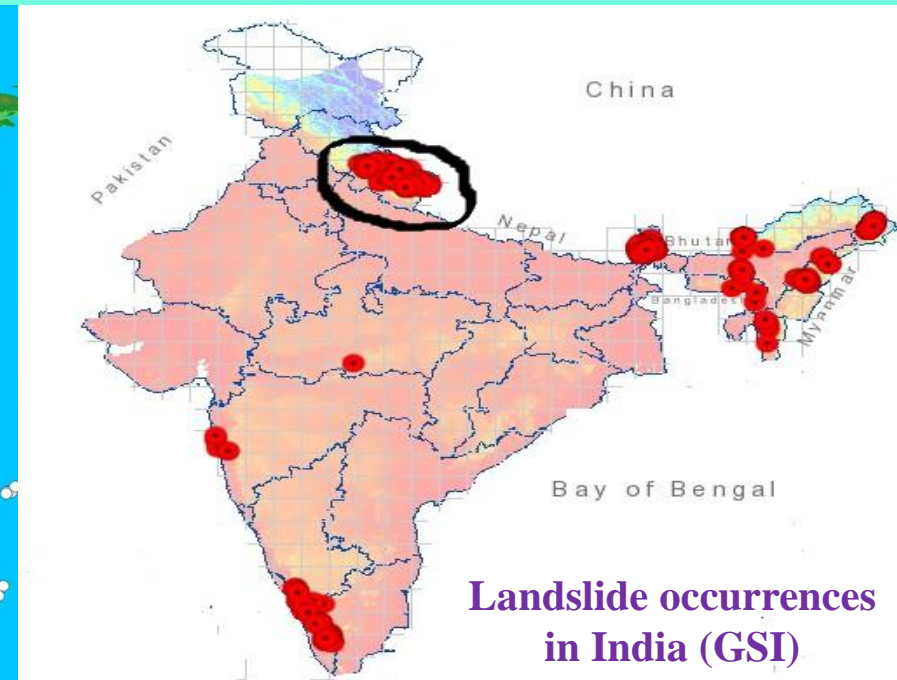 China
Pakistan
Nepal
Bhutan
Bangladesh
Myanmar
Bay of Bengal
Landslide occurrences
in India (GSI)